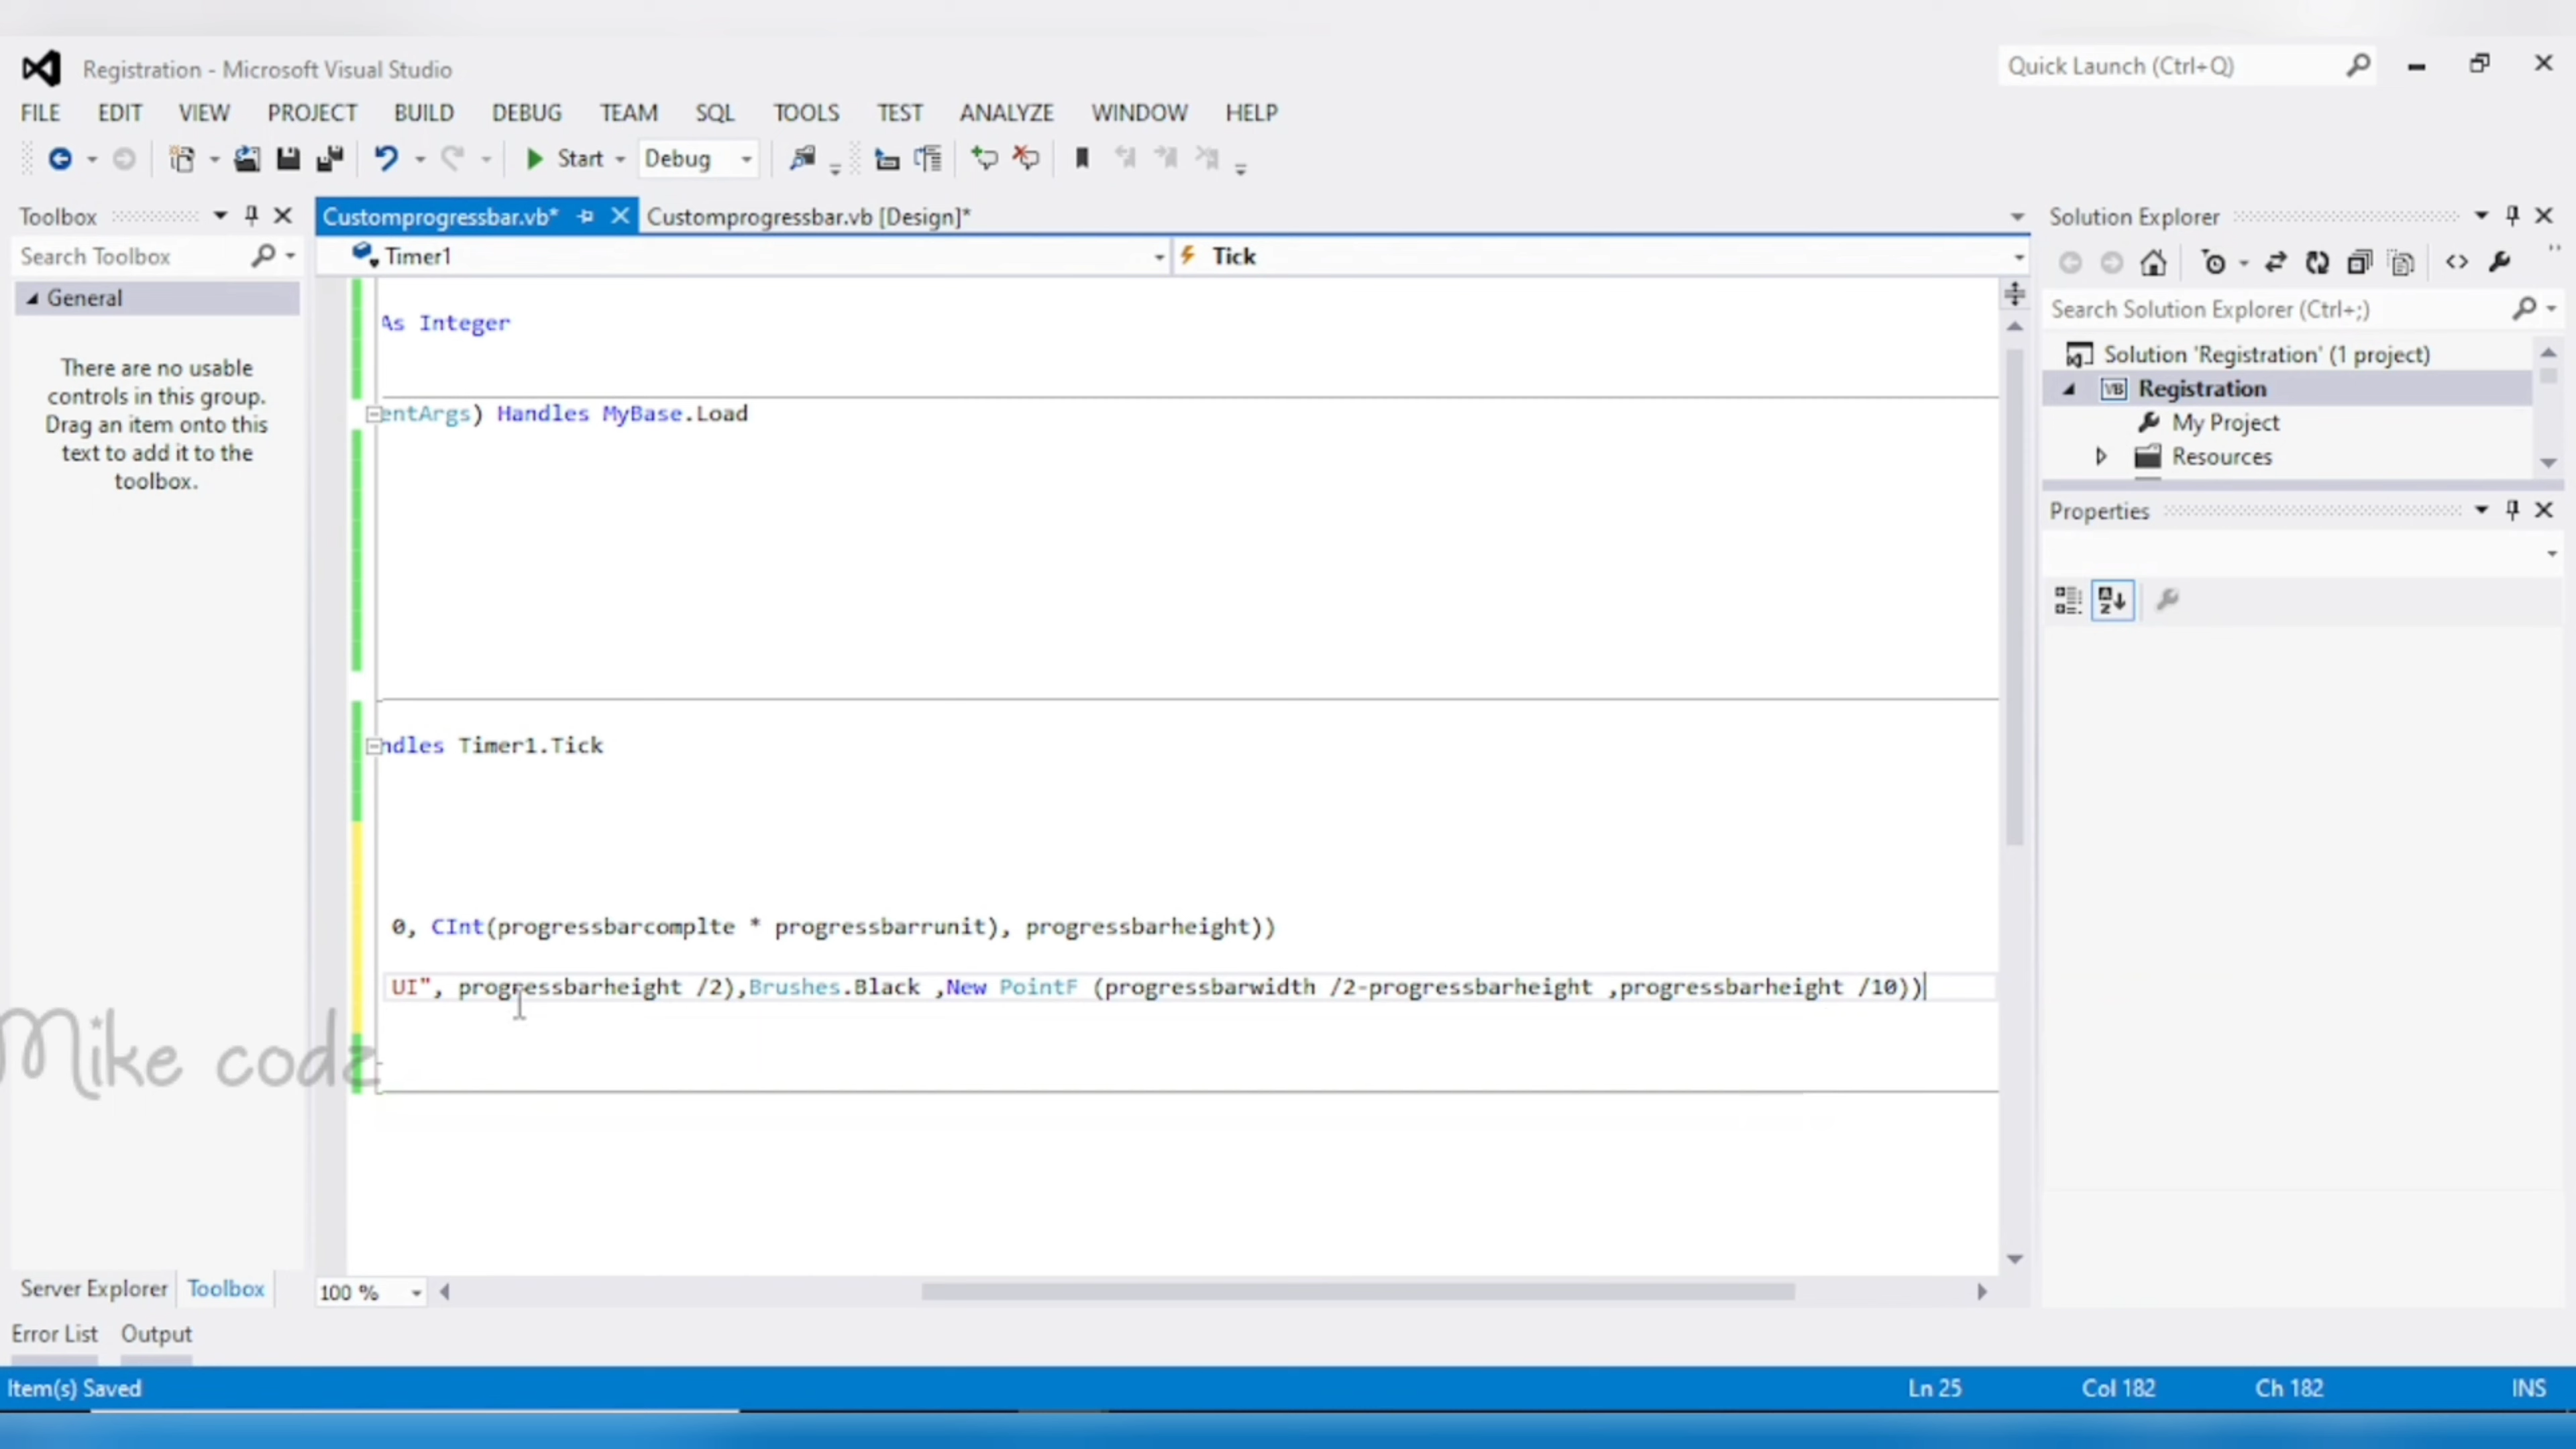 Registration - Microsoft Visual Studio
Quick Launch (Ctrl+Q)
FILE EDIT VIEW PROJECT BUILD DEBUG TEAM SQL TOOLS TEST ANALYZE WINDOW HELP
Start Debug
Toolbox
Search Toolbox
General
There are no usable
controls in this group.
Drag an item onto this
text to add it to the
toolbox.
Customprogressbar.vb*
Customprogressbar.vb [Design]*
Timer1
Tick
As Integer
entArgs) Handles MyBase.Load
ndles Timer1.Tick
0, CInt(progressbarcomplte * progressbarrunit), progressbarheight))
UI", progressbarheight /2),Brushes.Black ,New PointF (progressbarwidth /2-progressbarheight ,progressbarheight /10))
Mike codz
Solution Explorer
Search Solution Explorer (Ctrl+;)
Solution 'Registration' (1 project)
VB Registration
My Project
Resources
Properties
Server Explorer Toolbox
100 %
Error List Output
Item(s) Saved
Ln 25 Col 182 Ch 182 INS